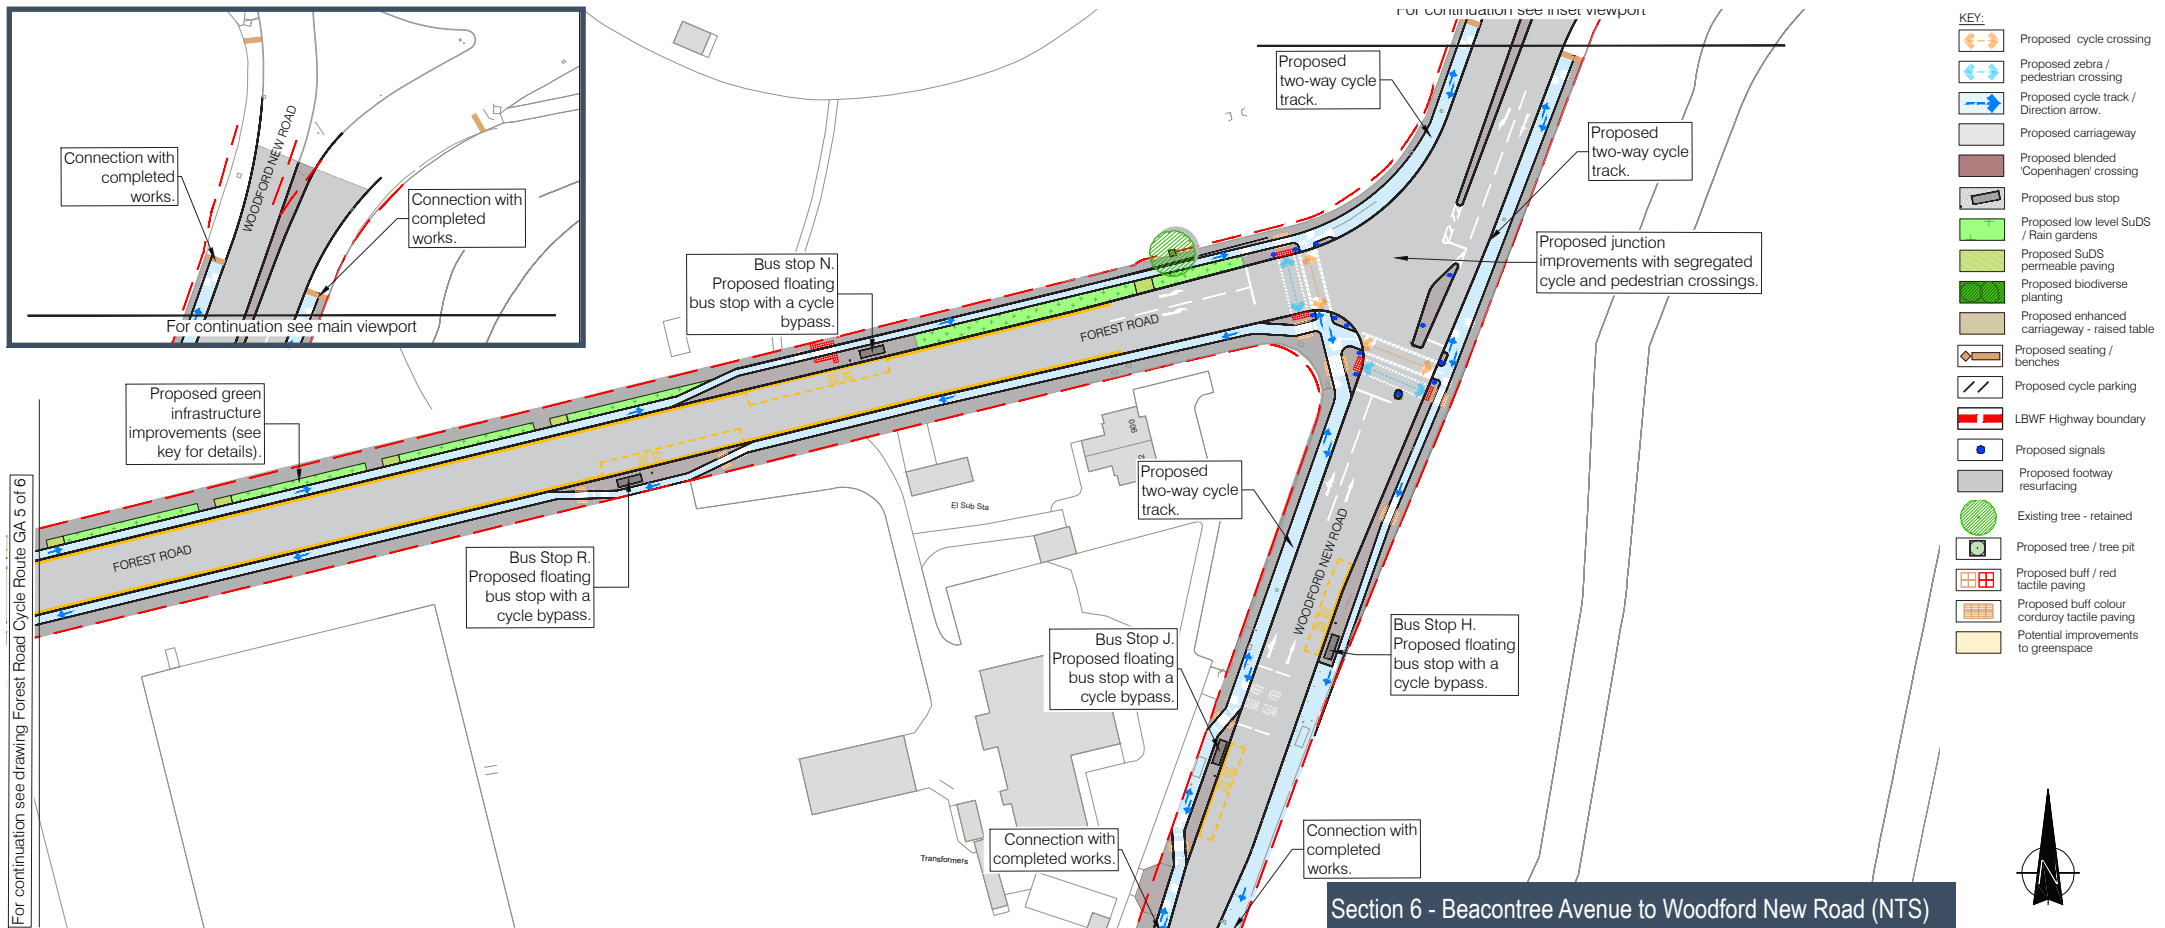 For continuation see inset viewport
WOODFORD NEW ROAD
Connection with
completed
works.
Connection with
completed
works.
For continuation see main viewport
Proposed
two-way cycle
track.
Proposed
two-way cycle
track.
Proposed junction
improvements with segregated
cycle and pedestrian crossings.
Bus stop N.
Proposed floating
bus stop with a cycle
bypass.
FOREST ROAD
Proposed green
infrastructure
improvements (see
key for details).
FOREST ROAD
Bus Stop R.
Proposed floating
bus stop with a
cycle bypass.
El Sub Sta
900
Proposed
two-way cycle
track.
WOODFORD NEW ROAD
Bus Stop J.
Proposed floating
bus stop with a
cycle bypass.
Bus Stop H.
Proposed floating
bus stop with a
cycle bypass.
Transformers
Connection with
completed works.
Connection with
completed
works.
For continuation see drawing Forest Road Cycle Route GA 5 of 6
Section 6 - Beacontree Avenue to Woodford New Road (NTS)
KEY:
Proposed cycle crossing
Proposed zebra /
pedestrian crossing
Proposed cycle track /
Direction arrow.
Proposed carriageway
Proposed blended
'Copenhagen' crossing
Proposed bus stop
Proposed low level SuDS
/ Rain gardens
Proposed SuDS
permeable paving
Proposed biodiverse
planting
Proposed enhanced
carriageway - raised table
Proposed seating /
benches
Proposed cycle parking
LBWF Highway boundary
Proposed signals
Proposed footway
resurfacing
Existing tree - retained
Proposed tree / tree pit
Proposed buff / red
tactile paving
Proposed buff colour
corduroy tactile paving
Potential improvements
to greenspace
N